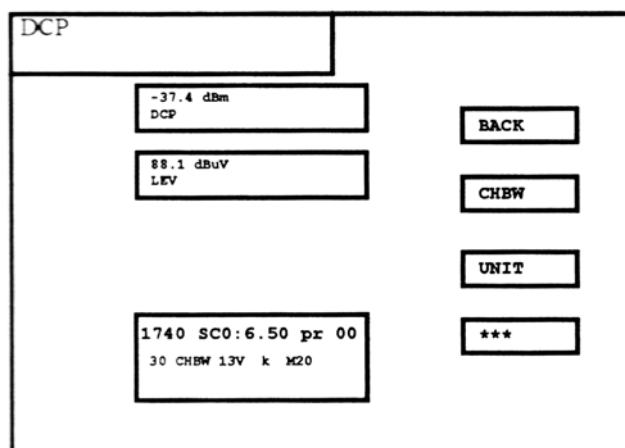 DCP
-37.4 dBm
DCP
BACK
88.1 dBuV
LEV
CHBW
UNIT
1740 SC0:6.50 pr 00
30 CHBW 13V k M20
***